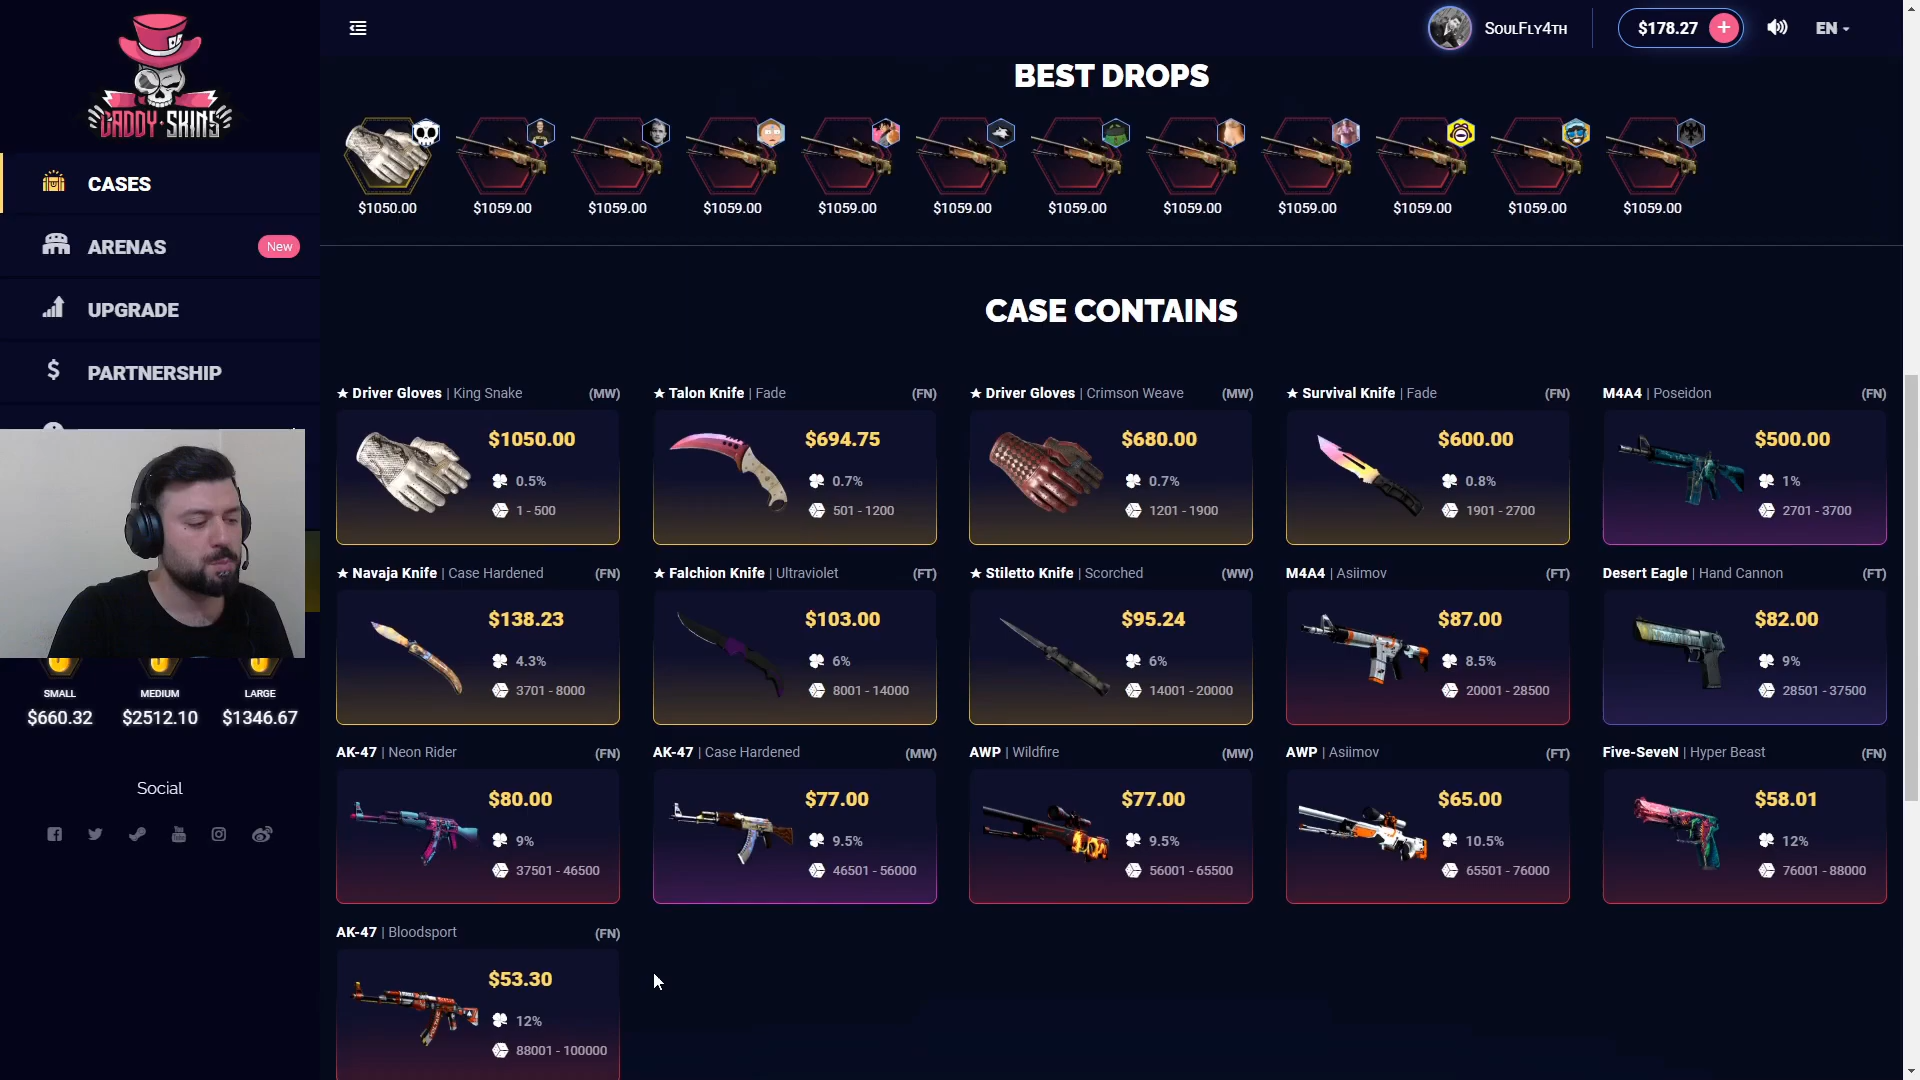 DADDY SKINS
SOULFLY4TH
$178.27
EN
CASES
ARENAS
New
UPGRADE
PARTNERSHIP
SMALL
MEDIUM
LARGE
$660.32
$2512.10
$1346.67
Social
BEST DROPS
$1050.00
$1059.00
$1059.00
$1059.00
$1059.00
$1059.00
$1059.00
$1059.00
$1059.00
$1059.00
$1059.00
$1059.00
CASE CONTAINS
★ Driver Gloves | King Snake (MW)
$1050.00
0.5%
1 - 500
★ Talon Knife | Fade (FN)
$694.75
0.7%
501 - 1200
★ Driver Gloves | Crimson Weave (MW)
$680.00
0.7%
1201 - 1900
★ Survival Knife | Fade (FN)
$600.00
0.8%
1901 - 2700
M4A4 | Poseidon (FN)
$500.00
1%
2701 - 3700
★ Navaja Knife | Case Hardened (FN)
$138.23
4.3%
3701 - 8000
★ Falchion Knife | Ultraviolet (FT)
$103.00
6%
8001 - 14000
★ Stiletto Knife | Scorched (WW)
$95.24
6%
14001 - 20000
M4A4 | Asiimov (FT)
$87.00
8.5%
20001 - 28500
Desert Eagle | Hand Cannon (FT)
$82.00
9%
28501 - 37500
AK-47 | Neon Rider (FN)
$80.00
9%
37501 - 46500
AK-47 | Case Hardened (MW)
$77.00
9.5%
46501 - 56000
AWP | Wildfire (MW)
$77.00
9.5%
56001 - 65500
AWP | Asiimov (FT)
$65.00
10.5%
65501 - 76000
Five-SeveN | Hyper Beast (FN)
$58.01
12%
76001 - 88000
AK-47 | Bloodsport (FN)
$53.30
12%
88001 - 100000